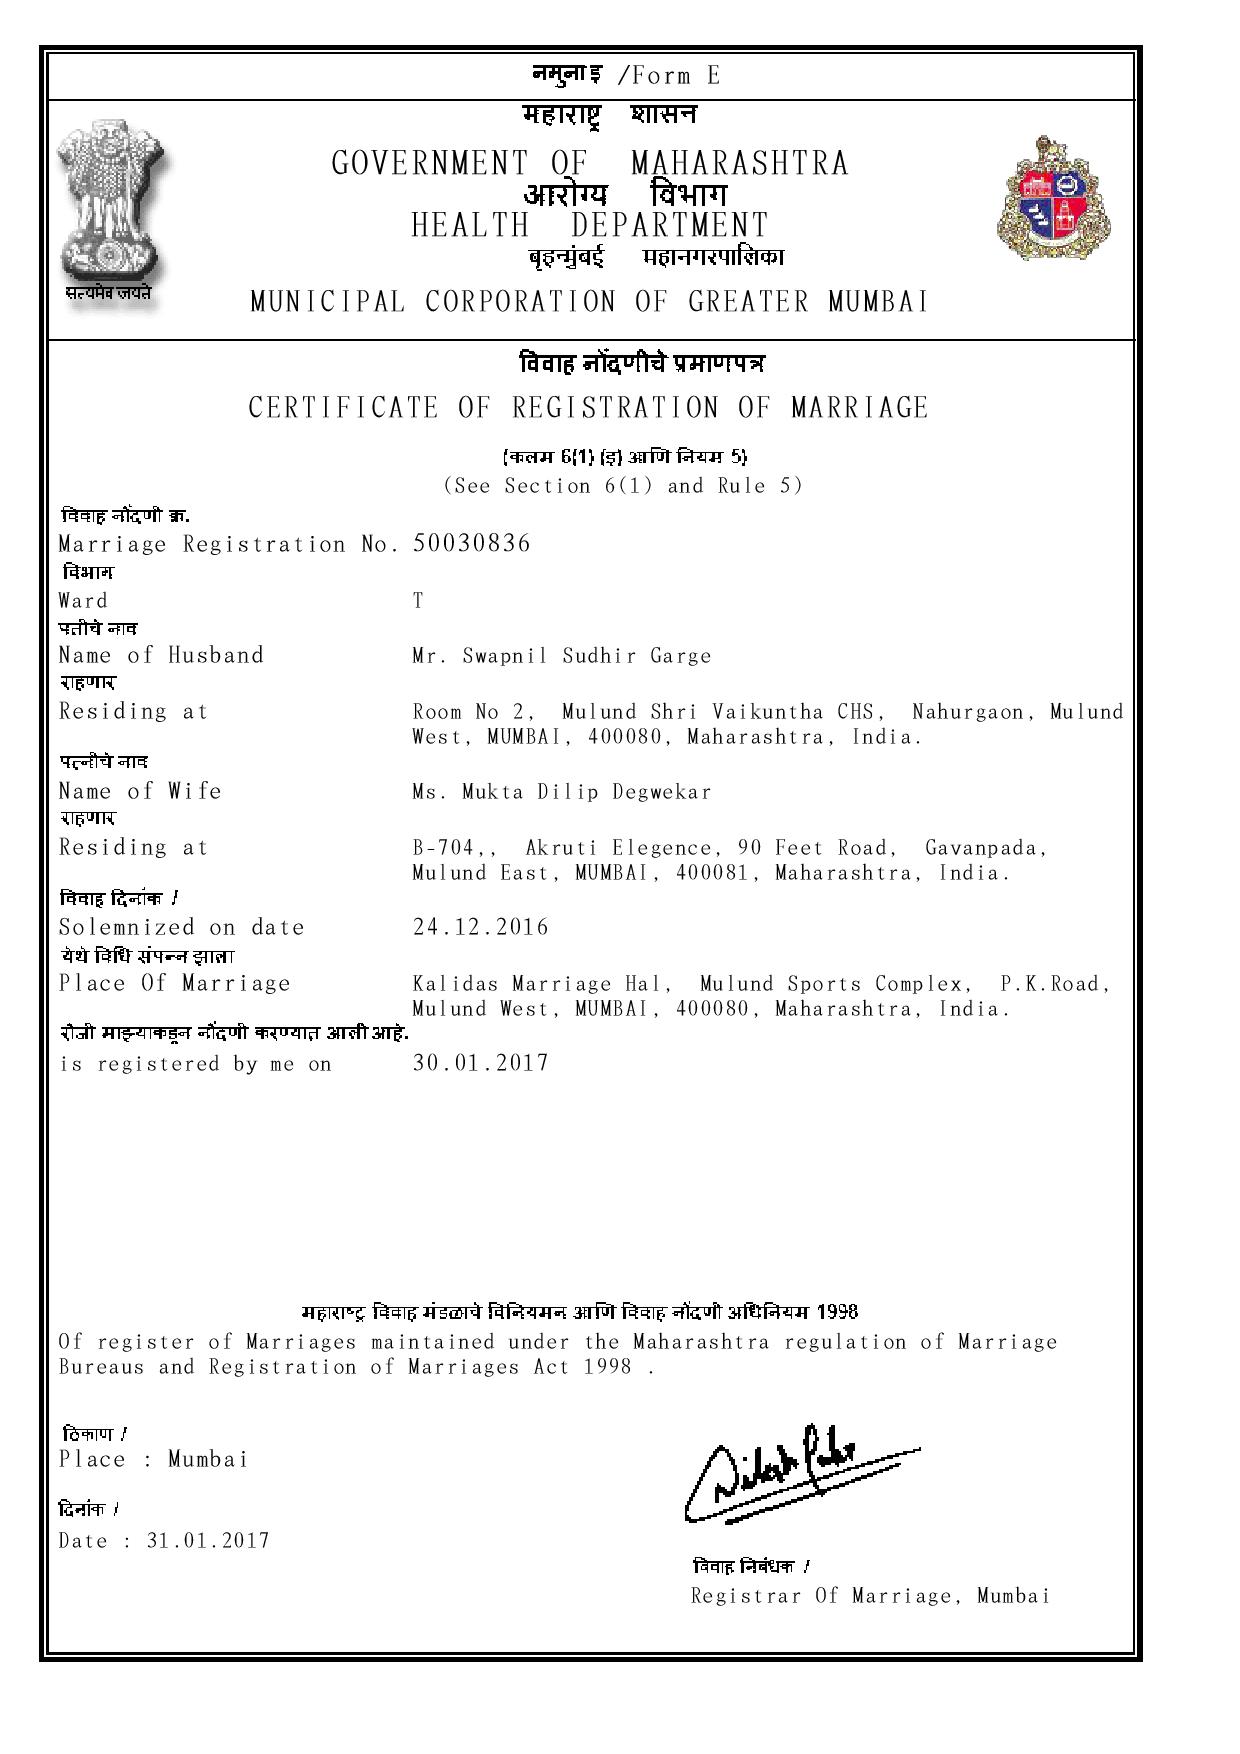 नमुना इ /Form E
महाराष्ट्र शासन
GOVERNMENT OF MAHARASHTRA
आरोग्य विभाग
HEALTH DEPARTMENT
बृहन्मुंबई महानगरपालिका
सत्यमेव जयते
MUNICIPAL CORPORATION OF GREATER MUMBAI
विवाह नोंदणीचे प्रमाणपत्र
CERTIFICATE OF REGISTRATION OF MARRIAGE
(कलम 6(1) (इ) आणि नियम 5)
(See Section 6(1) and Rule 5)
विवाह नोंदणी क्र.
Marriage Registration No. 50030836
विभाग
Ward T
पतीचे नाव
Name of Husband Mr. Swapnil Sudhir Garge
राहणार
Residing at Room No 2, Mulund Shri Vaikuntha CHS, Nahurgaon, Mulund
West, MUMBAI, 400080, Maharashtra, India.
पत्नीचे नाव
Name of Wife Ms. Mukta Dilip Degwekar
राहणार
Residing at B-704,, Akruti Elegence, 90 Feet Road, Gavanpada,
Mulund East, MUMBAI, 400081, Maharashtra, India.
विवाह दिनांक /
Solemnized on date 24.12.2016
येथे विधि संपन्न झाला
Place Of Marriage Kalidas Marriage Hal, Mulund Sports Complex, P.K.Road,
Mulund West, MUMBAI, 400080, Maharashtra, India.
रोजी माझ्याकडून नोंदणी करण्यात आली आहे.
is registered by me on 30.01.2017
महाराष्ट्र विवाह मंडळाचे विनियमन आणि विवाह नोंदणी अधिनियम 1998
Of register of Marriages maintained under the Maharashtra regulation of Marriage
Bureaus and Registration of Marriages Act 1998 .
ठिकाण /
Place : Mumbai
दिनांक /
Date : 31.01.2017
विवाह निबंधक /
Registrar Of Marriage, Mumbai